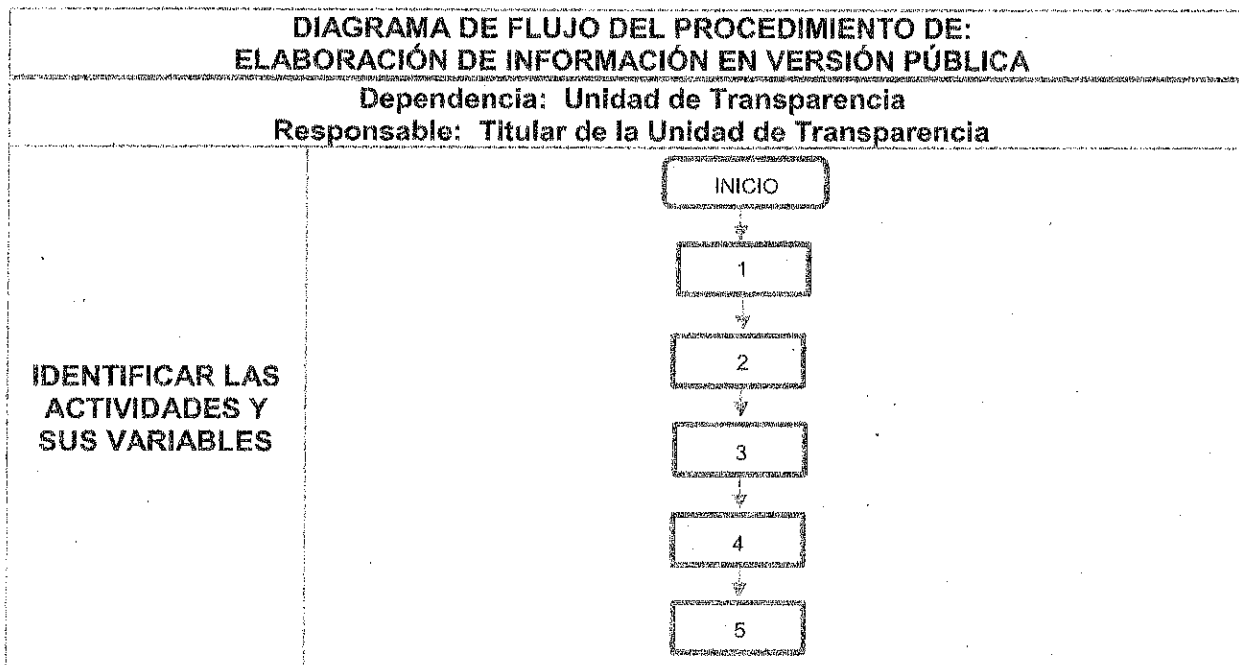 DIAGRAMA DE FLUJO DEL PROCEDIMIENTO DE:
ELABORACIÓN DE INFORMACIÓN EN VERSIÓN PÚBLICA
Dependencia: Unidad de Transparencia
Responsable: Titular de la Unidad de Transparencia
IDENTIFICAR LAS
ACTIVIDADES Y
SUS VARIABLES
INICIO
1
2
3
4
5